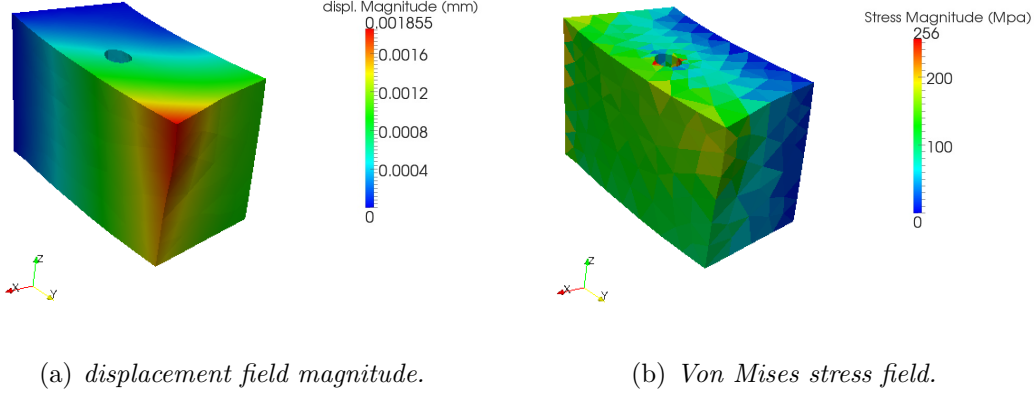 displ. Magnitude (mm)
0.001855
0.0016
0.0012
0.0008
0.0004
0
X
Y
Z
Stress Magnitude (Mpa)
256
200
100
0
X
Y
Z
(a) displacement field magnitude.
(b) Von Mises stress field.